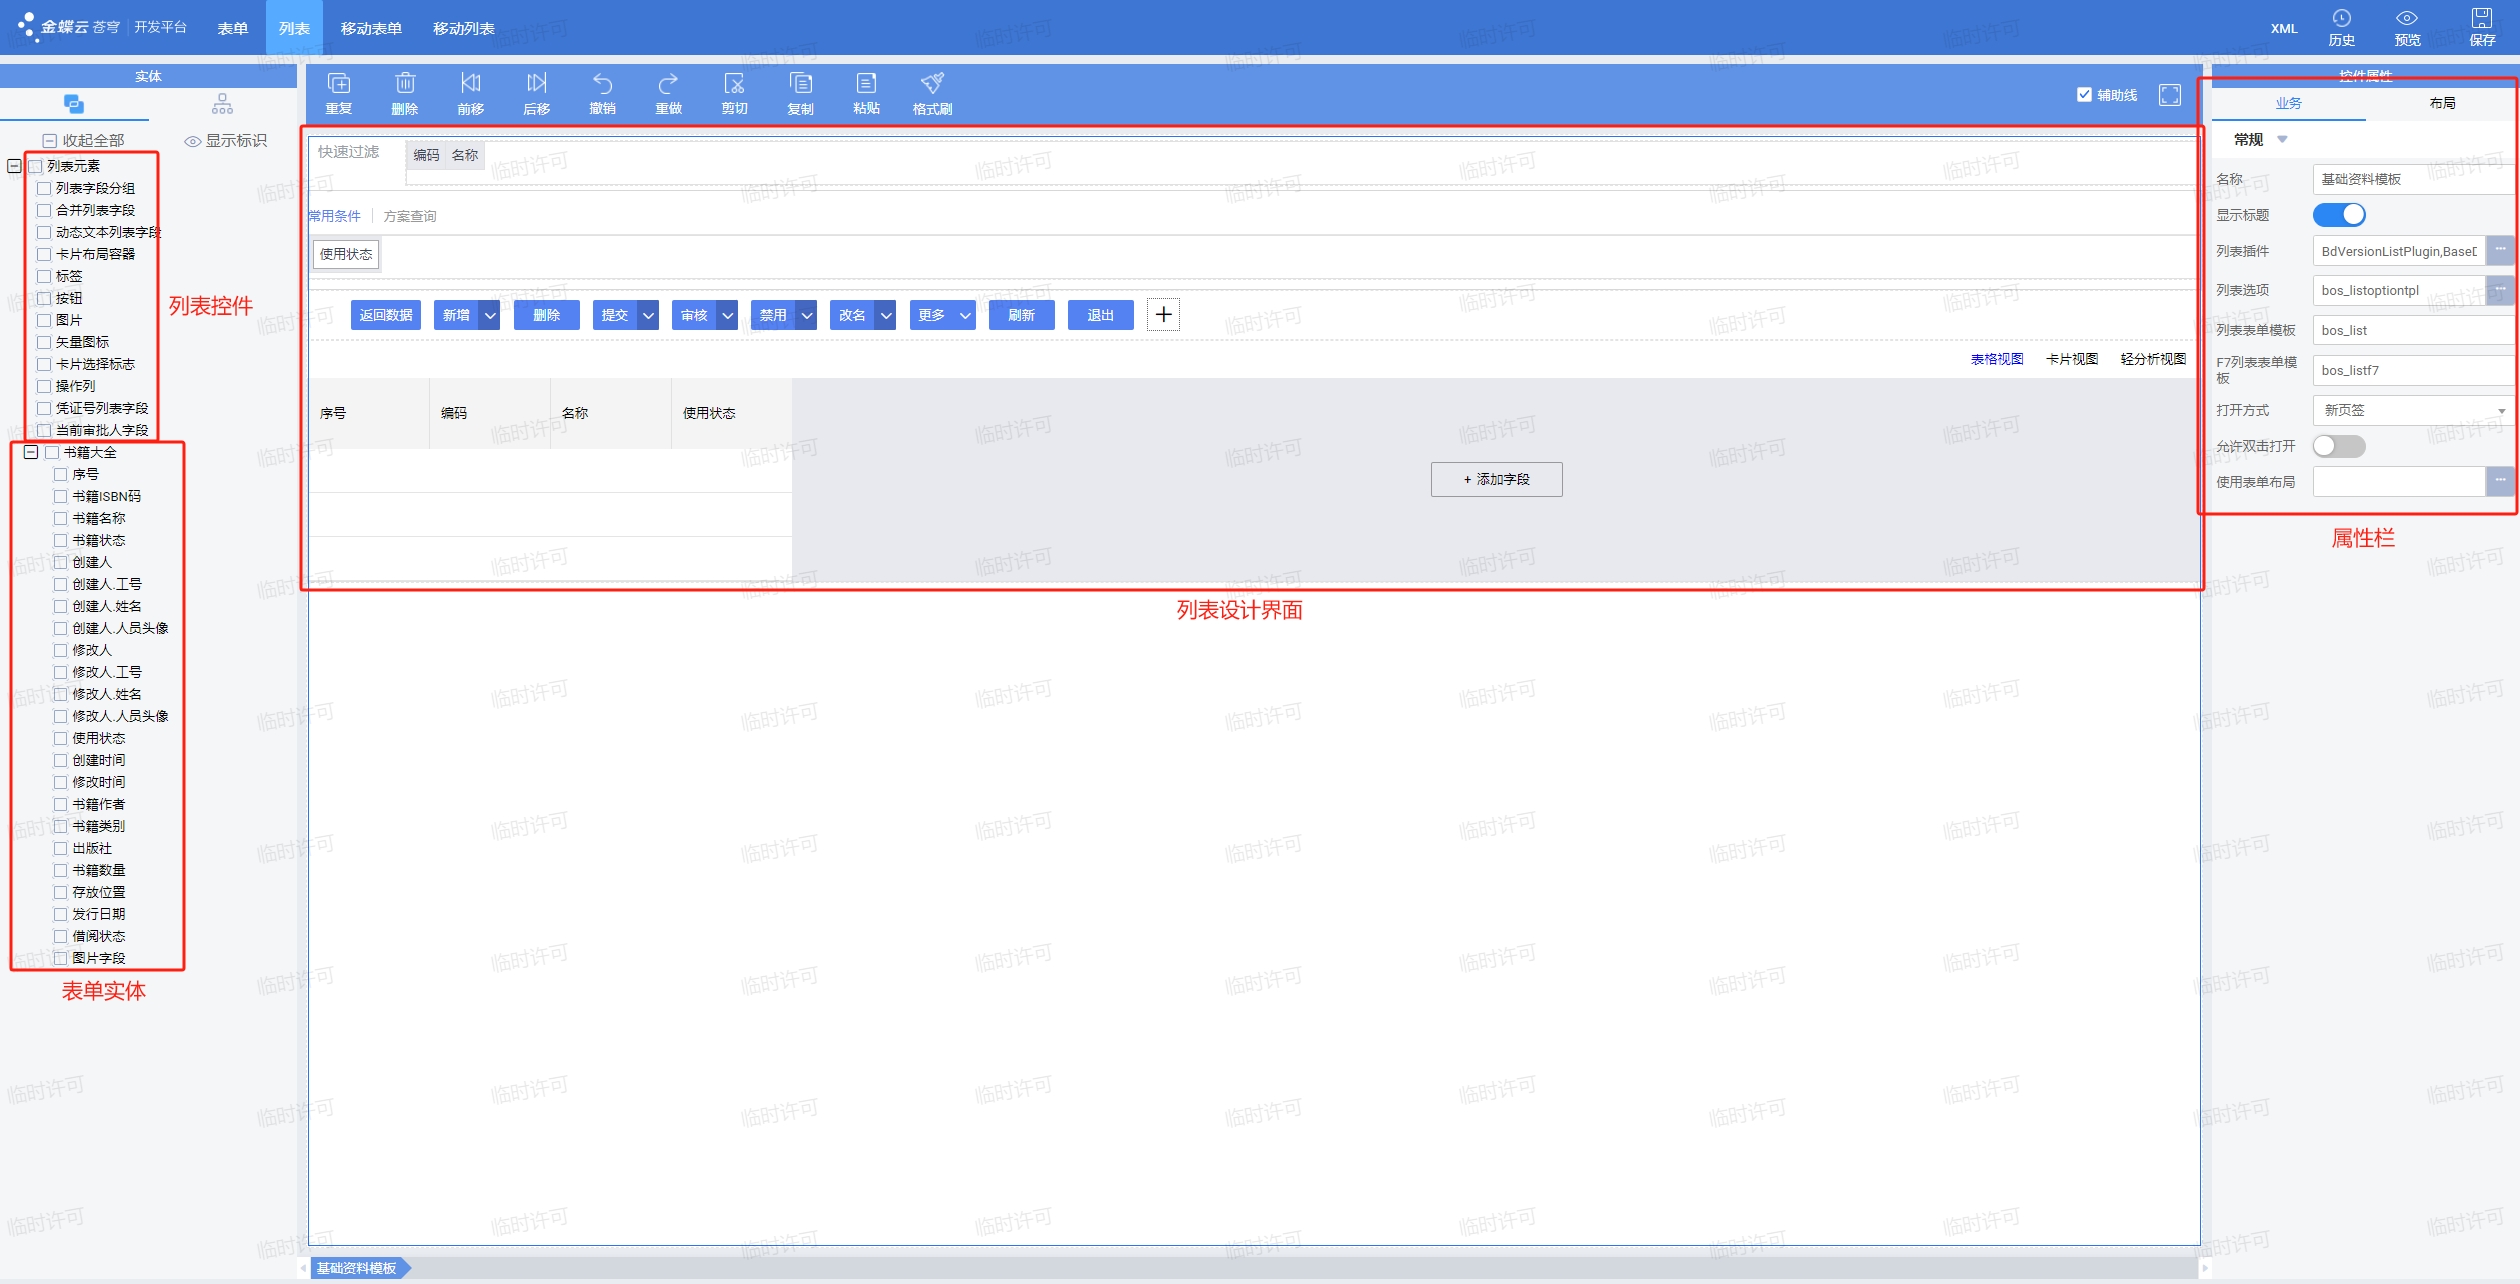 金蝶云 苍穹 开发平台 表单 列表 移动表单 移动列表 XML 历史 预览 保存
实体
收起全部 显示标识
列表元素
列表字段分组
合并列表字段
动态文本列表字段
卡片布局容器
标签
按钮
图片
矢量图标
卡片选择标志
操作列
凭证号列表字段
当前审批人字段
列表控件
书籍大全
序号
书籍ISBN码
书籍名称
书籍状态
创建人
创建人.工号
创建人.姓名
创建人.人员头像
修改人
修改人.工号
修改人.姓名
修改人.人员头像
使用状态
创建时间
修改时间
书籍作者
书籍类别
出版社
书籍数量
存放位置
发行日期
借阅状态
图片字段
表单实体
重复 删除 前移 后移 撤销 重做 剪切 复制 粘贴 格式刷 辅助线
快速过滤 编码 名称
常用条件 方案查询
使用状态
返回数据 新增 删除 提交 审核 禁用 改名 更多 刷新 退出 +
表格视图 卡片视图 轻分析视图
序号 编码 名称 使用状态
+ 添加字段
列表设计界面
基础资料模板
控件属性
业务 布局
常规
名称 基础资料模板
显示标题
列表插件 BdVersionListPlugin,BaseD
列表选项 bos_listoptiontpl
列表表单模板 bos_list
F7列表表单模板 bos_listf7
打开方式 新页签
允许双击打开
使用表单布局
属性栏
临时许可